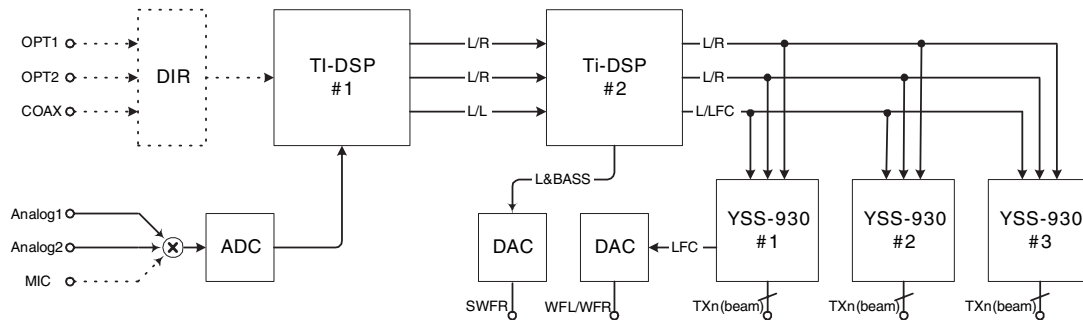 OPT1
OPT2
COAX
DIR
TI-DSP
#1
L/R
L/R
L/L
Ti-DSP
#2
L/R
L/R
L/LFC
L&BASS
Analog1
Analog2
MIC
ADC
DAC
DAC
LFC
YSS-930
#1
YSS-930
#2
YSS-930
#3
SWFR
WFL/WFR
TXn(beam)
TXn(beam)
TXn(beam)